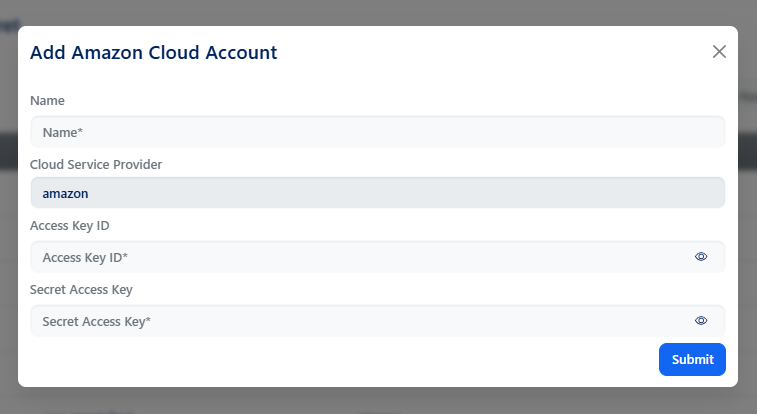 Add Amazon Cloud Account
Name
Name*
Cloud Service Provider
amazon
Access Key ID
Access Key ID*
Secret Access Key
Secret Access Key*
Submit